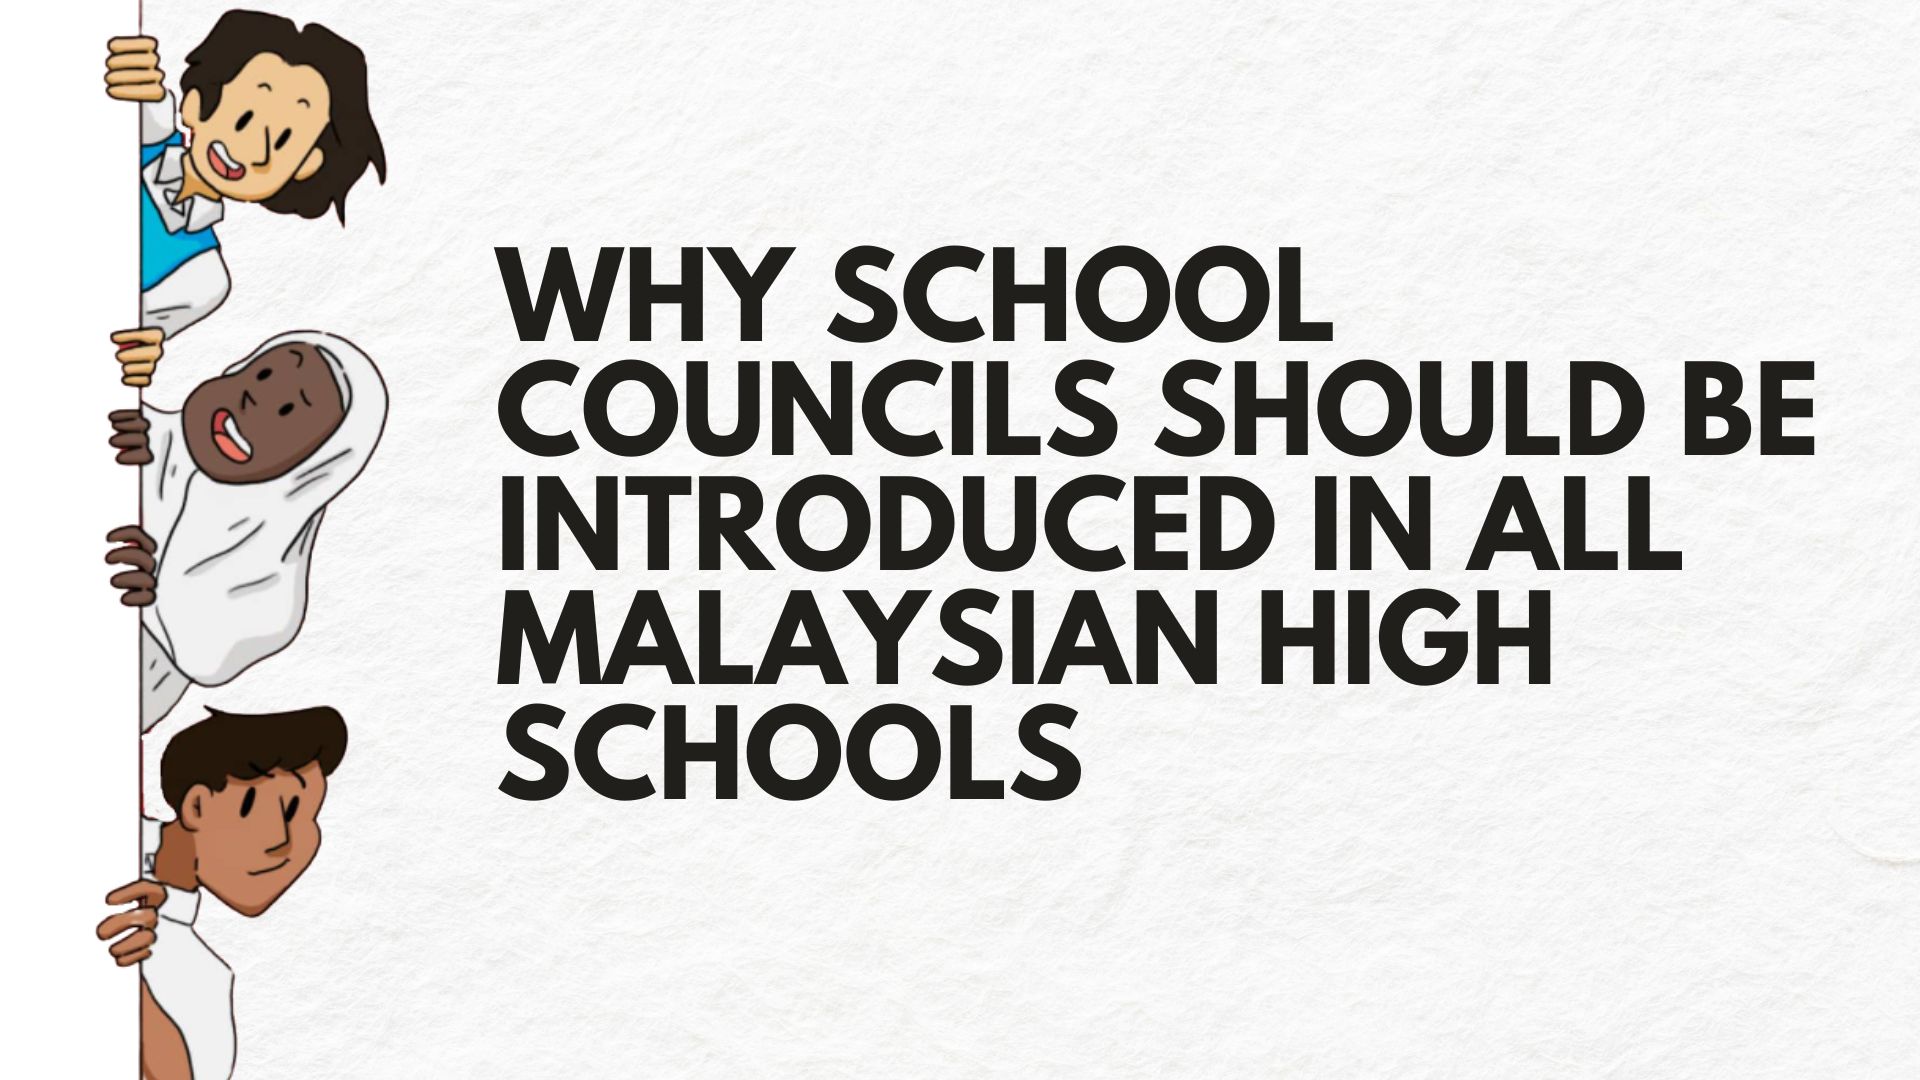 WHY SCHOOL
COUNCILS SHOULD BE
INTRODUCED IN ALL
MALAYSIAN HIGH
SCHOOLS